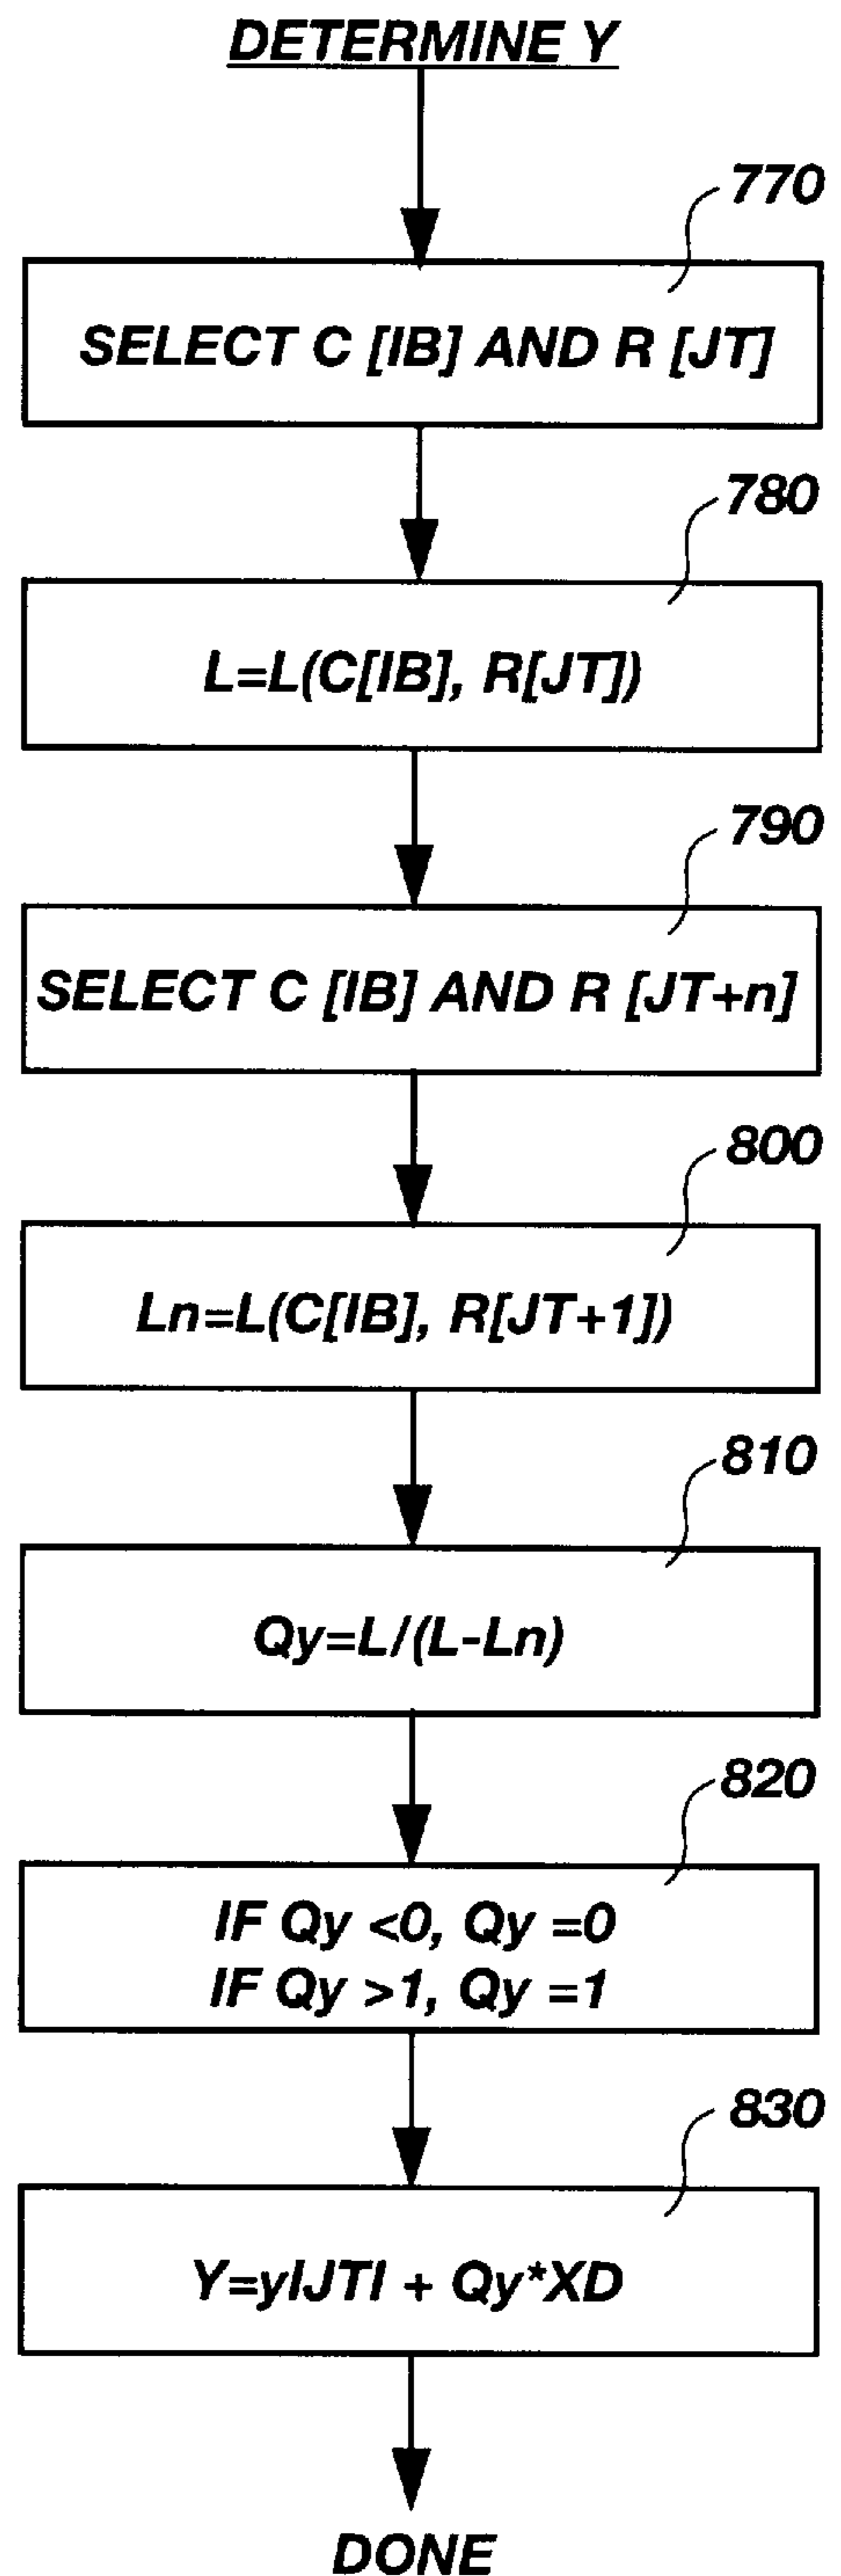 DETERMINE Y
770
SELECT C [IB] AND R [JT]
780
L=L(C[IB], R[JT])
790
SELECT C [IB] AND R [JT+n]
800
Ln=L(C[IB], R[JT+1])
810
Qy=L/(L-Ln)
820
IF Qy <0, Qy =0
IF Qy >1, Qy =1
830
Y=yIJTI + Qy*XD
DONE